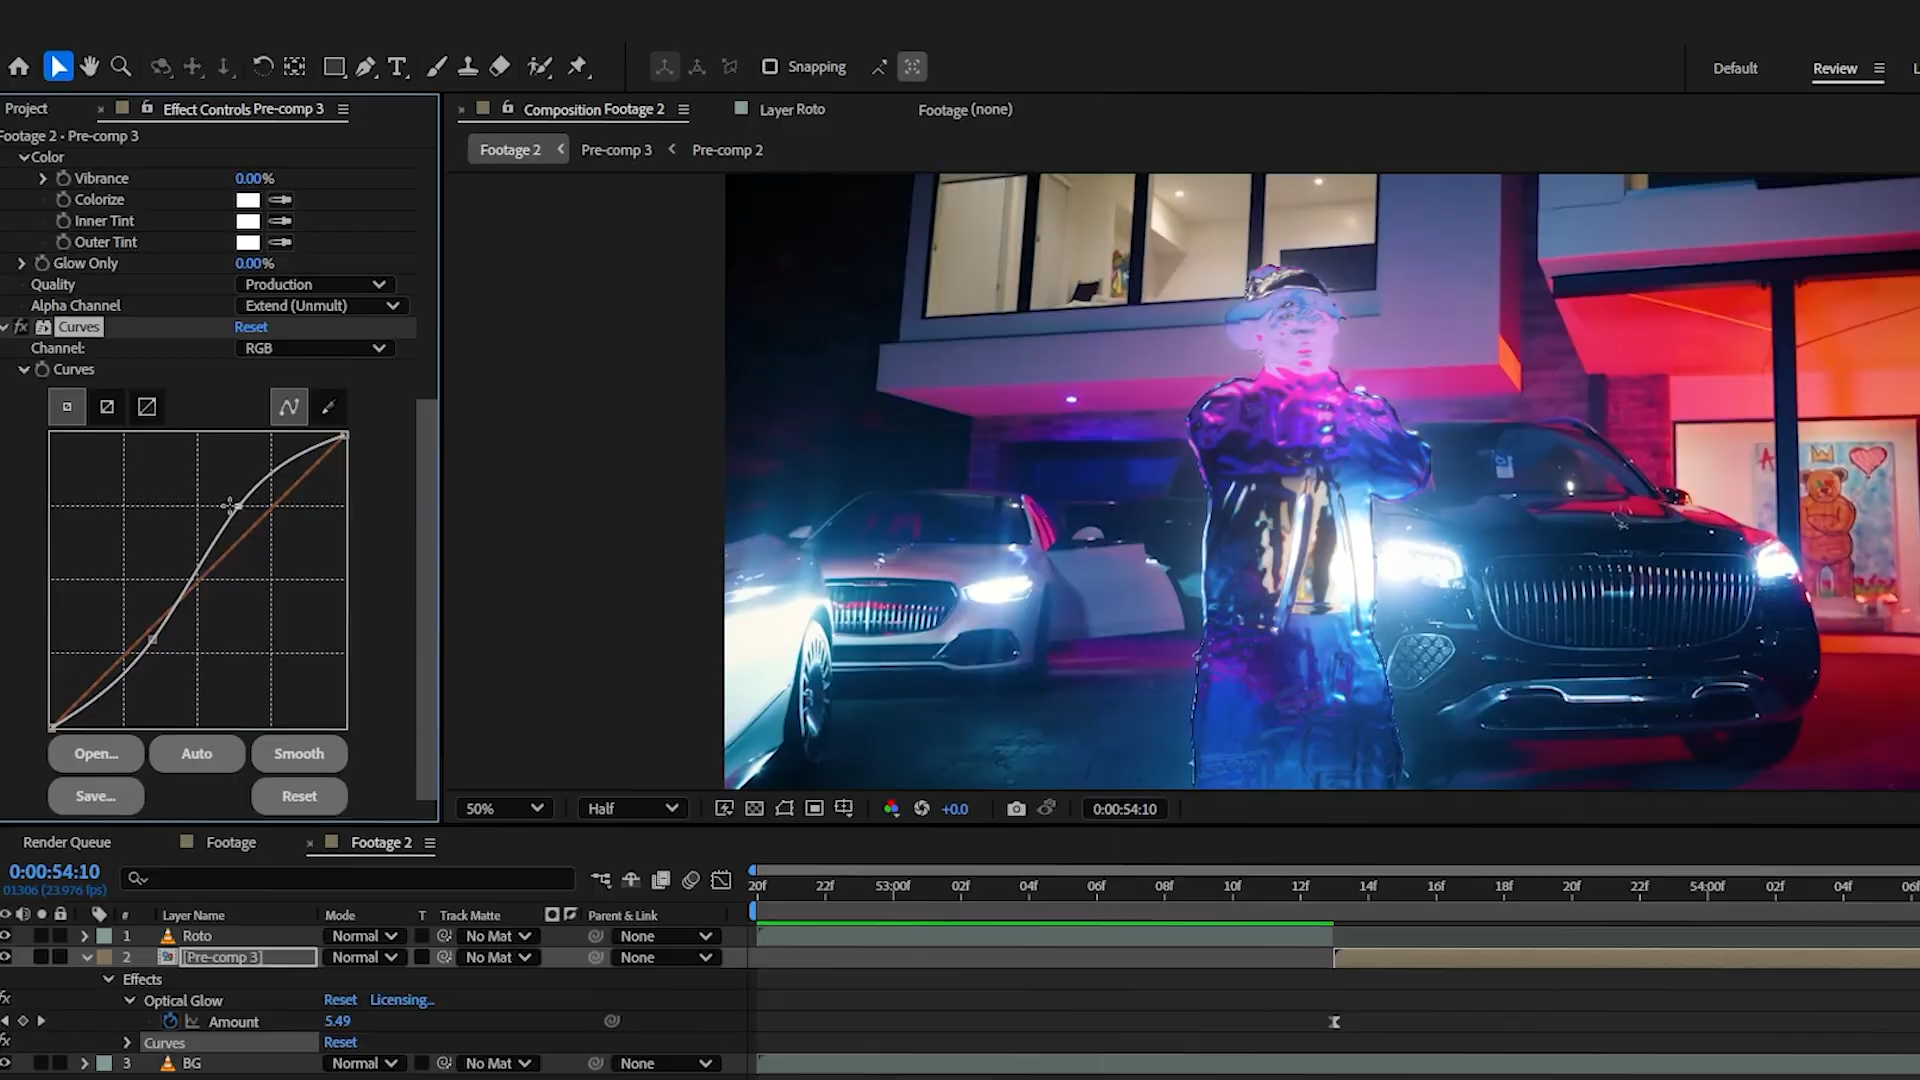 T
Snapping
Default
Review
Project
Effect Controls Pre-comp 3
Composition Footage 2
Layer Roto
Footage (none)
Footage 2 • Pre-comp 3
Footage 2
Pre-comp 3
Pre-comp 2
Color
Vibrance 0.00%
Colorize
Inner Tint
Outer Tint
Glow Only 0.00%
Quality Production
Alpha Channel Extend (Unmult)
fx Curves Reset
Channel: RGB
Curves
Open... Auto Smooth
Save... Reset
50% Half +0.0 0:00:54:10
Render Queue Footage Footage 2
0:00:54:10
01306 (23.976 fps)
20f 22f 53:00f 02f 04f 06f 08f 10f 12f 14f 16f 18f 20f 22f 54:00f 02f 04f 06f
# Layer Name Mode T Track Matte Parent & Link
1 Roto Normal No Mat None
2 [Pre-comp 3] Normal No Mat None
Effects
fx Optical Glow Reset Licensing...
Amount 5.49
fx Curves Reset
3 BG Normal No Mat None